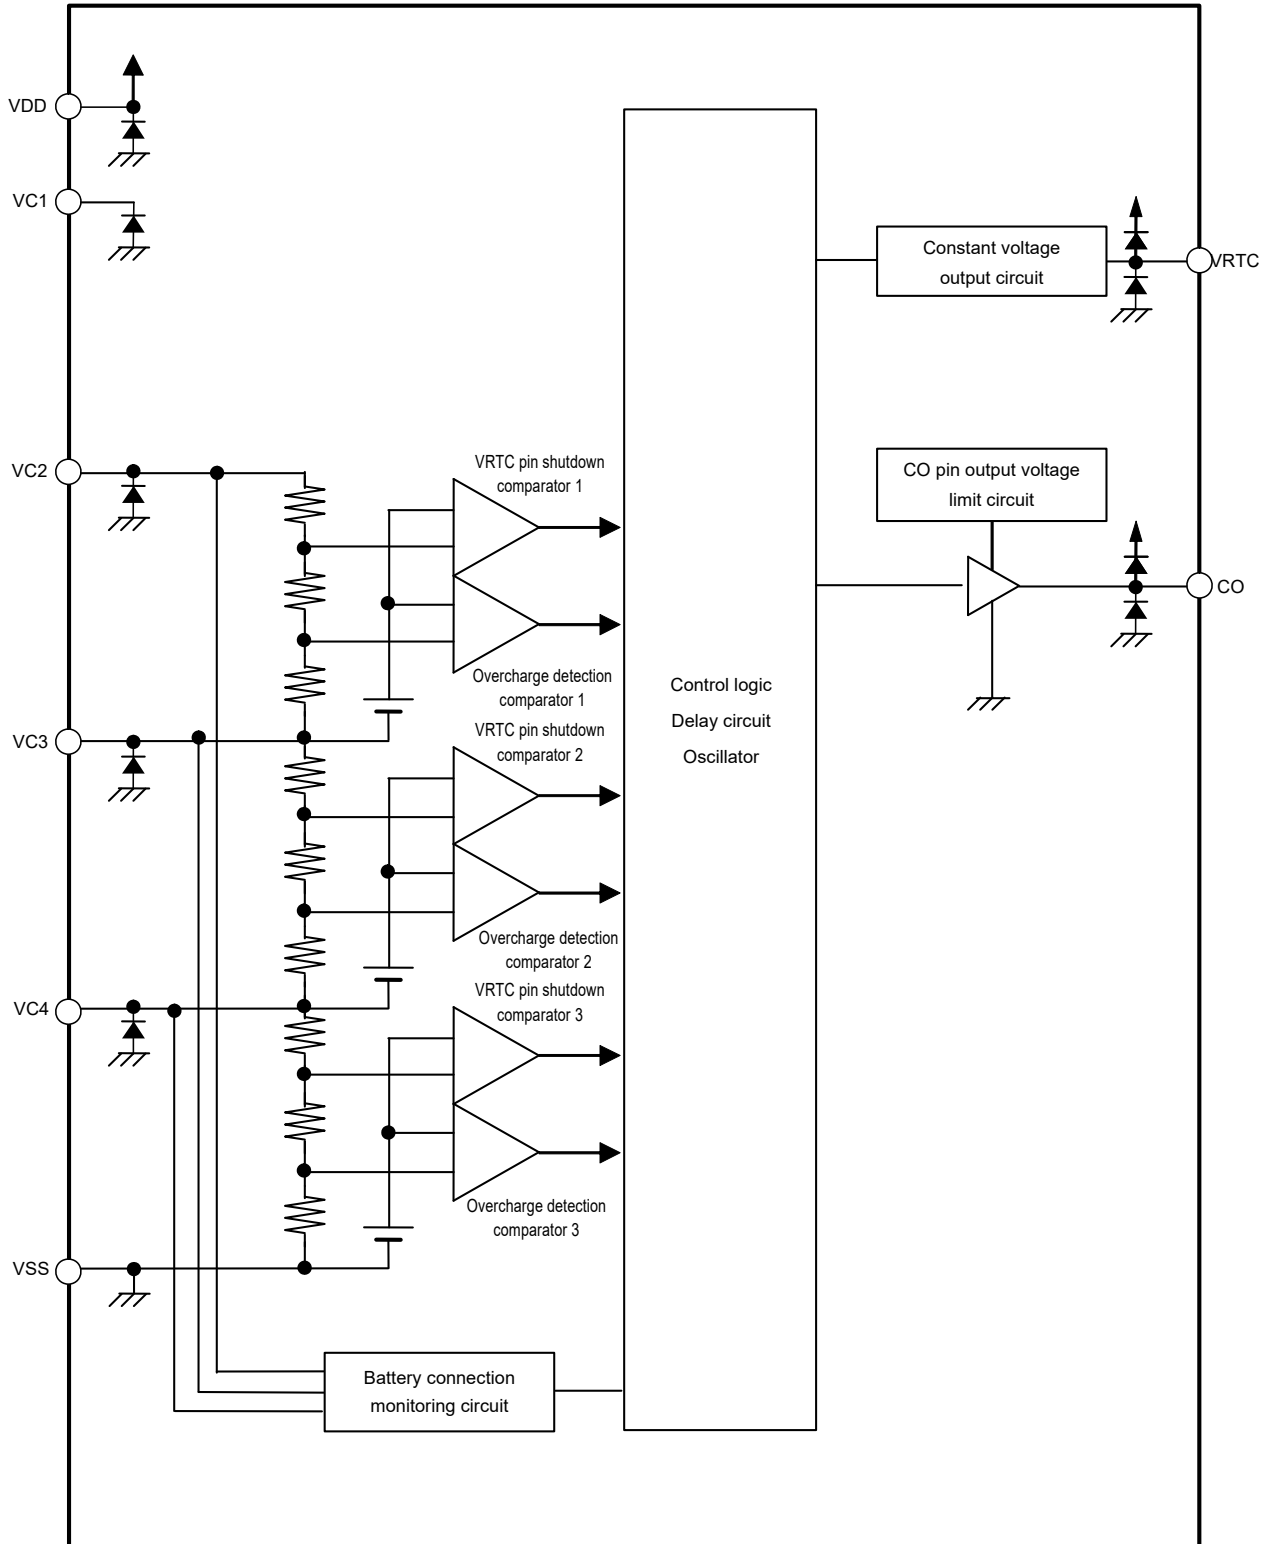 VDD
VC1
Constant voltage
output circuit
VRTC
VC2
VRTC pin shutdown
comparator 1
CO pin output voltage
limit circuit
CO
Overcharge detection
comparator 1
Control logic
Delay circuit
Oscillator
VC3
VRTC pin shutdown
comparator 2
Overcharge detection
comparator 2
VC4
VRTC pin shutdown
comparator 3
Overcharge detection
comparator 3
VSS
Battery connection
monitoring circuit